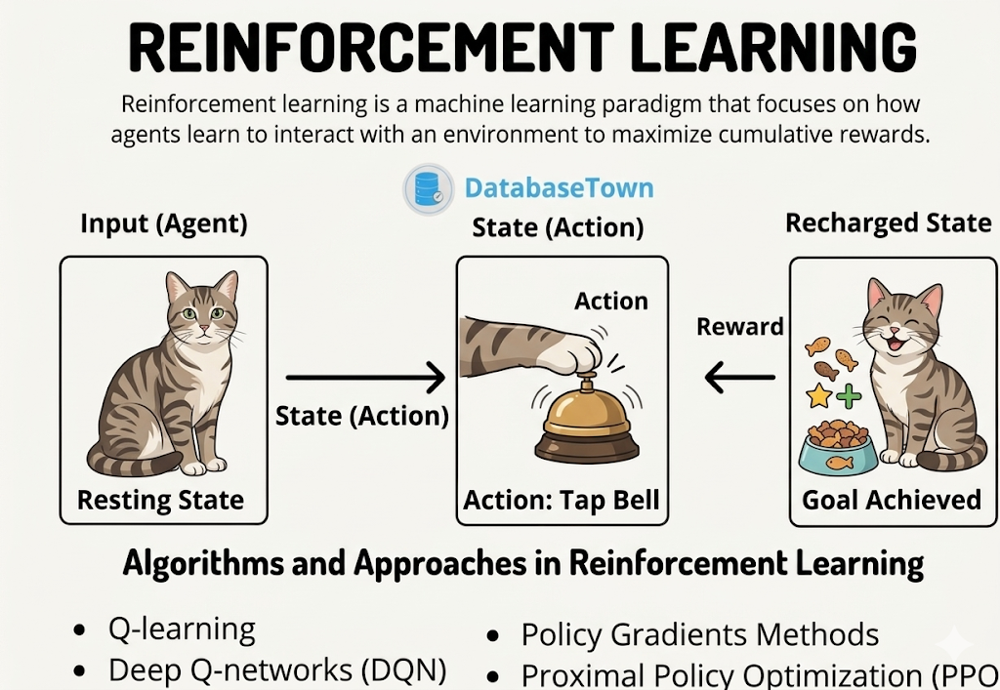 REINFORCEMENT LEARNING
Reinforcement learning is a machine learning paradigm that focuses on how
agents learn to interact with an environment to maximize cumulative rewards.
DatabaseTown
Input (Agent)
State (Action)
Recharged State
Action
Reward
State (Action)
Resting State
Action: Tap Bell
Goal Achieved
Algorithms and Approaches in Reinforcement Learning
• Q-learning
• Deep Q-networks (DQN)
• Policy Gradients Methods
• Proximal Policy Optimization (PPO